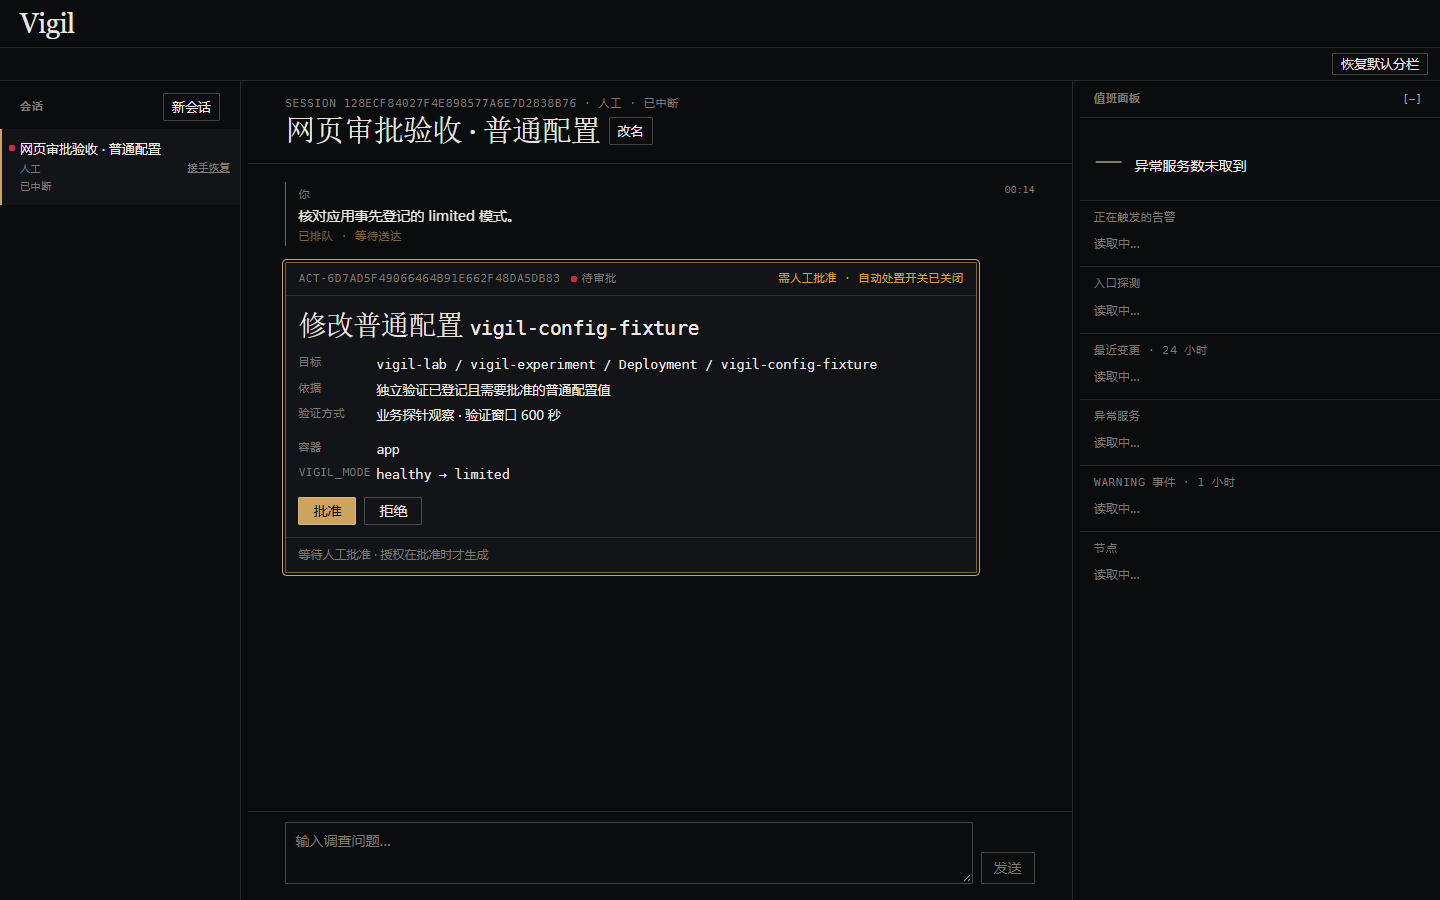 Vigil
恢复默认分栏
会话
新会话
网页审批验收 · 普通配置
人工
接手恢复
已中断
SESSION 128ECF84027F4E898577A6E7D2838B76 · 人工 · 已中断
网页审批验收 · 普通配置
改名
你
00:14
核对应用事先登记的 limited 模式。
已排队 · 等待送达
ACT-6D7AD5F49066464B91E662F48DA5DB83
待审批
需人工批准 · 自动处置开关已关闭
修改普通配置 vigil-config-fixture
目标 vigil-lab / vigil-experiment / Deployment / vigil-config-fixture
依据 独立验证已登记且需要批准的普通配置值
验证方式 业务探针观察 · 验证窗口 600 秒
容器 app
VIGIL_MODE healthy → limited
批准
拒绝
等待人工批准 · 授权在批准时才生成
输入调查问题...
发送
值班面板
[−]
— 异常服务数未取到
正在触发的告警
读取中...
入口探测
读取中...
最近变更 · 24 小时
读取中...
异常服务
读取中...
WARNING 事件 · 1 小时
读取中...
节点
读取中...